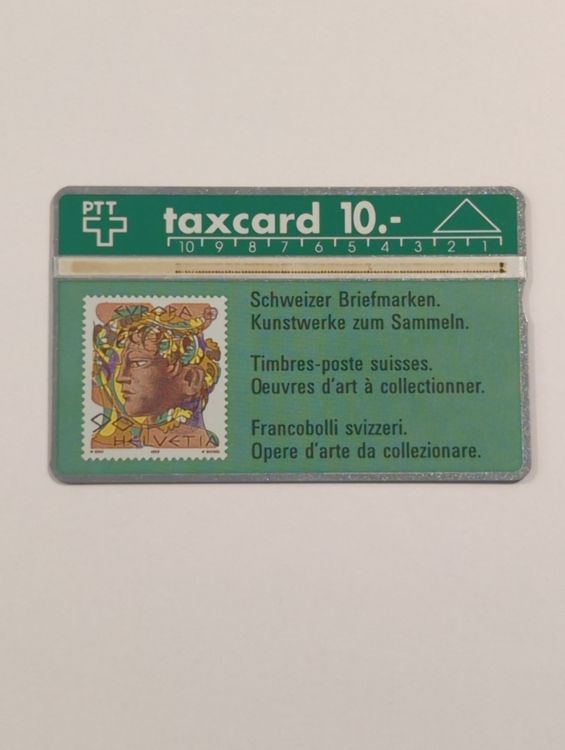 PTT
taxcard 10.-
10 9 8 7 6 5 4 3 2 1
Schweizer Briefmarken.
Kunstwerke zum Sammeln.
Timbres-poste suisses.
Oeuvres d'art à collectionner.
Francobolli svizzeri.
Opere d'arte da collezionare.
EVROPA
HELVETIA